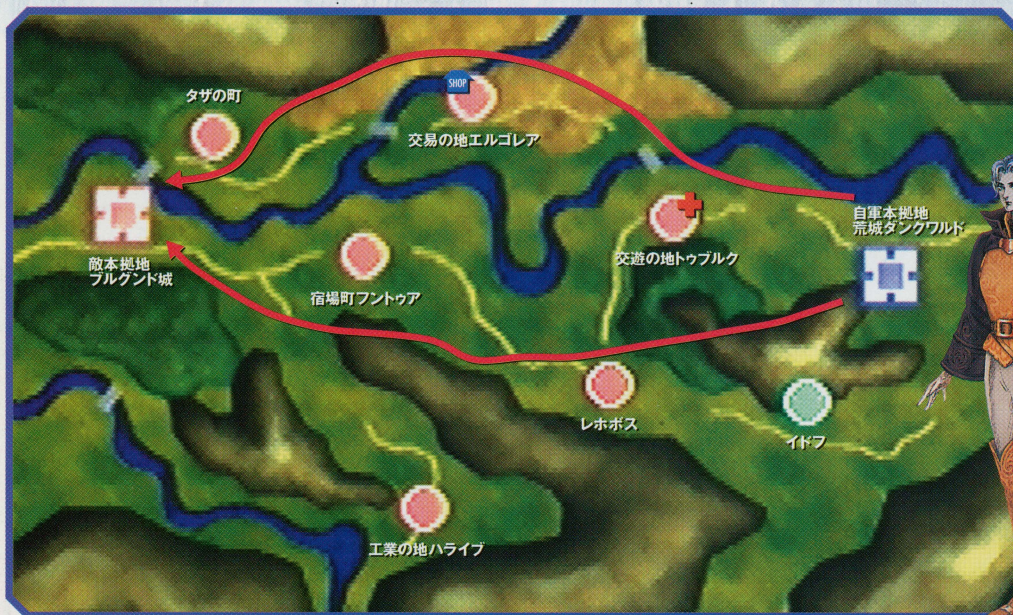 SHOP
タザの町
交易の地エルゴレア
自軍本拠地
荒城タンクワルド
交遊の地トゥブルク
敵本拠地
ブルグンド城
宿場町フントゥア
レボボス
イドフ
工業の地ハライブ